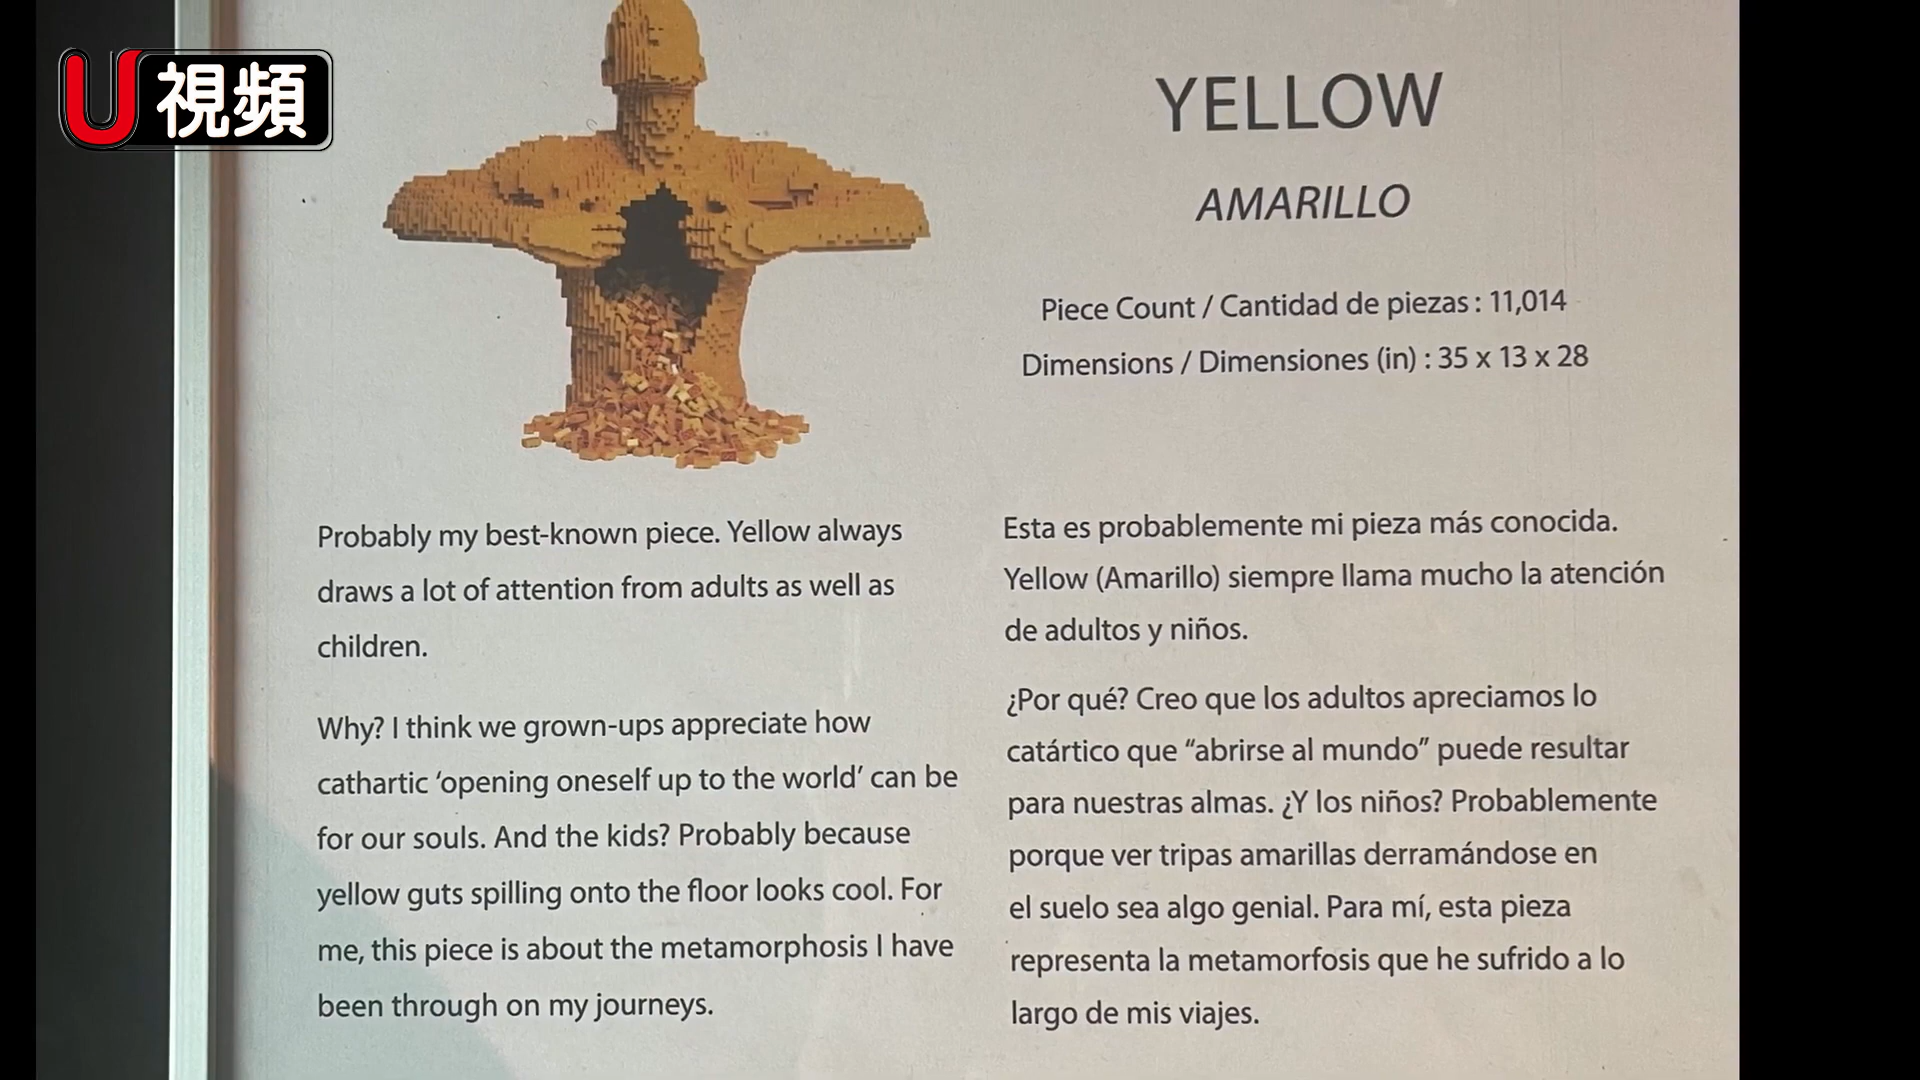 U視頻
YELLOW
AMARILLO
Piece Count / Cantidad de piezas : 11,014
Dimensions / Dimensiones (in) : 35 x 13 x 28
Probably my best-known piece. Yellow always
draws a lot of attention from adults as well as
children.
Why? I think we grown-ups appreciate how
cathartic ‘opening oneself up to the world’ can be
for our souls. And the kids? Probably because
yellow guts spilling onto the floor looks cool. For
me, this piece is about the metamorphosis I have
been through on my journeys.
Esta es probablemente mi pieza más conocida.
Yellow (Amarillo) siempre llama mucho la atención
de adultos y niños.
¿Por qué? Creo que los adultos apreciamos lo
catártico que “abrirse al mundo” puede resultar
para nuestras almas. ¿Y los niños? Probablemente
porque ver tripas amarillas derramándose en
el suelo sea algo genial. Para mí, esta pieza
representa la metamorfosis que he sufrido a lo
largo de mis viajes.